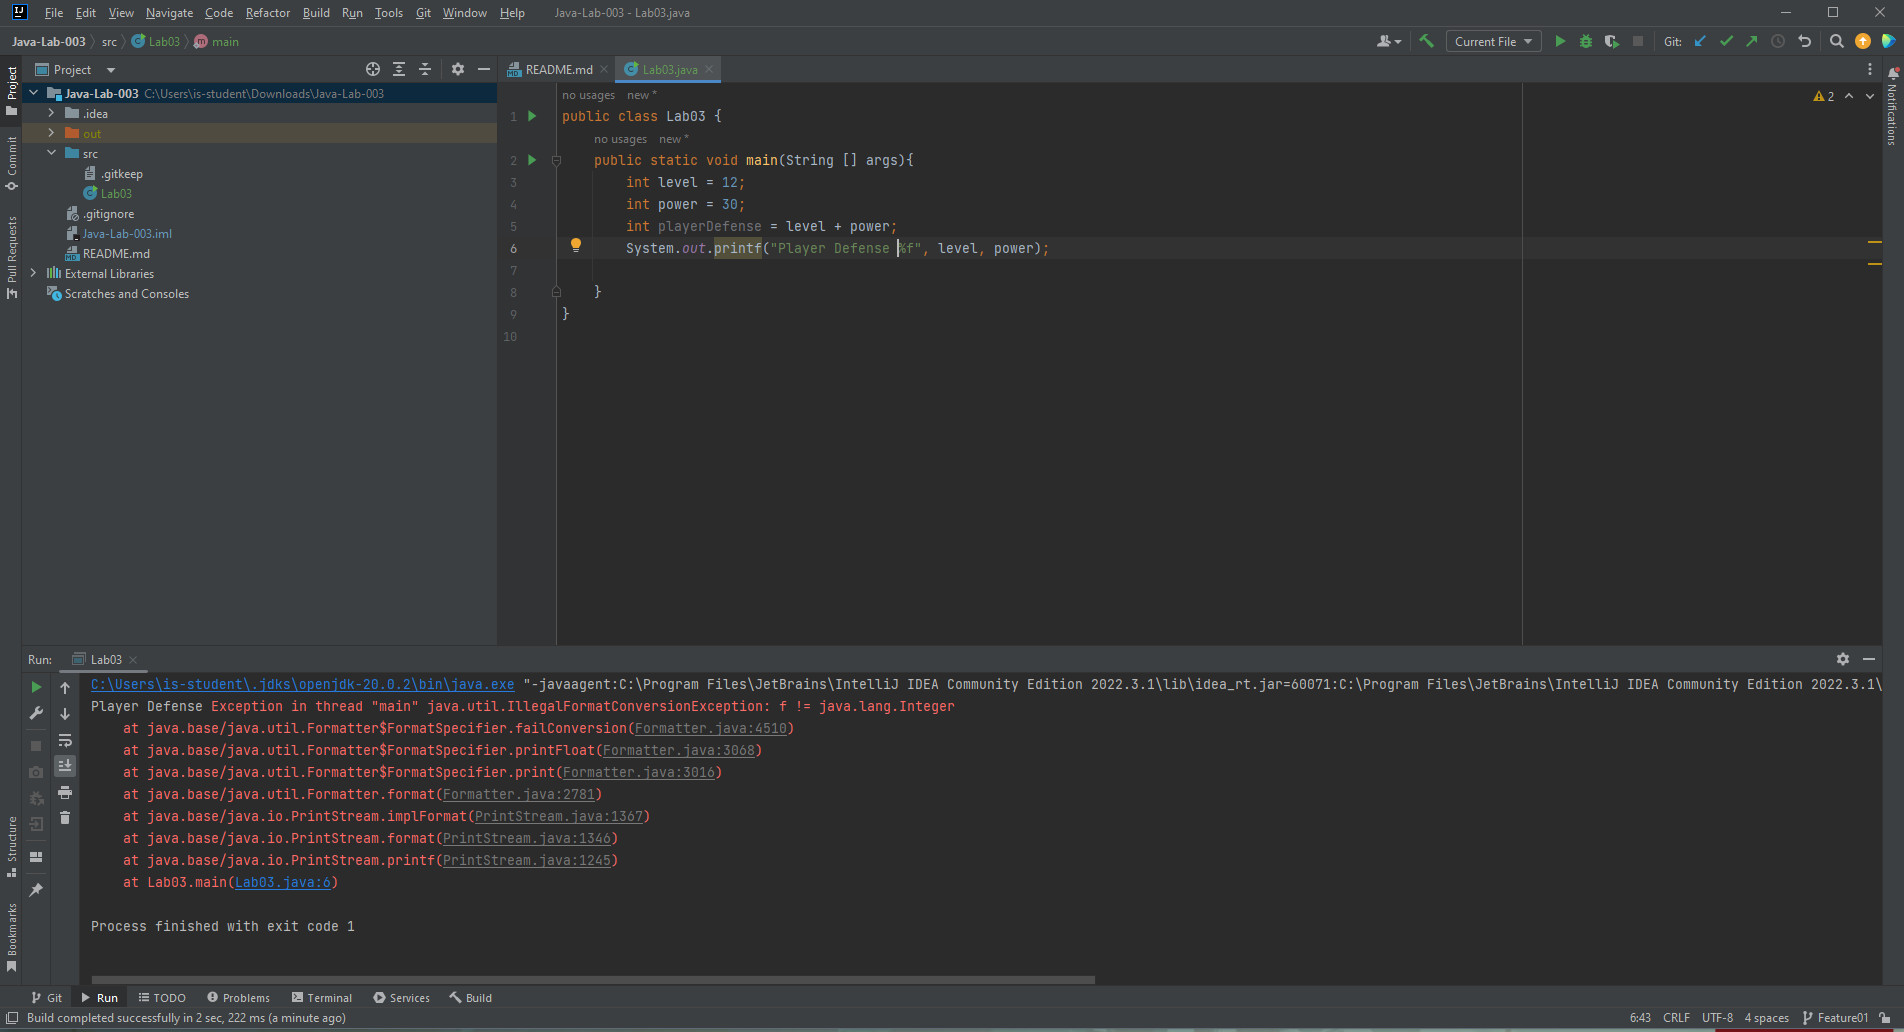 File Edit View Navigate Code Refactor Build Run Tools Git Window Help Java-Lab-003 - Lab03.java
Java-Lab-003 src Lab03 main Current File Git:
Project
README.md Lab03.java
Java-Lab-003 C:\Users\is-student\Downloads\Java-Lab-003
.idea
out
src
.gitkeep
Lab03
.gitignore
Java-Lab-003.iml
README.md
External Libraries
Scratches and Consoles
Project
Commit
Pull Requests
Structure
Bookmarks
Notifications
2
no usages new *
1 public class Lab03 {
no usages new *
2 public static void main(String [] args){
3 int level = 12;
4 int power = 30;
5 int playerDefense = level + power;
6 System.out.printf("Player Defense %f", level, power);
7
8 }
9 }
10
Run: Lab03
C:\Users\is-student\.jdks\openjdk-20.0.2\bin\java.exe "-javaagent:C:\Program Files\JetBrains\IntelliJ IDEA Community Edition 2022.3.1\lib\idea_rt.jar=60071:C:\Program Files\JetBrains\IntelliJ IDEA Community Edition 2022.3.1\
Player Defense Exception in thread "main" java.util.IllegalFormatConversionException: f != java.lang.Integer
at java.base/java.util.Formatter$FormatSpecifier.failConversion(Formatter.java:4510)
at java.base/java.util.Formatter$FormatSpecifier.printFloat(Formatter.java:3068)
at java.base/java.util.Formatter$FormatSpecifier.print(Formatter.java:3016)
at java.base/java.util.Formatter.format(Formatter.java:2781)
at java.base/java.io.PrintStream.implFormat(PrintStream.java:1367)
at java.base/java.io.PrintStream.format(PrintStream.java:1346)
at java.base/java.io.PrintStream.printf(PrintStream.java:1245)
at Lab03.main(Lab03.java:6)
Process finished with exit code 1
Git Run TODO Problems Terminal Services Build
Build completed successfully in 2 sec, 222 ms (a minute ago) 6:43 CRLF UTF-8 4 spaces Feature01